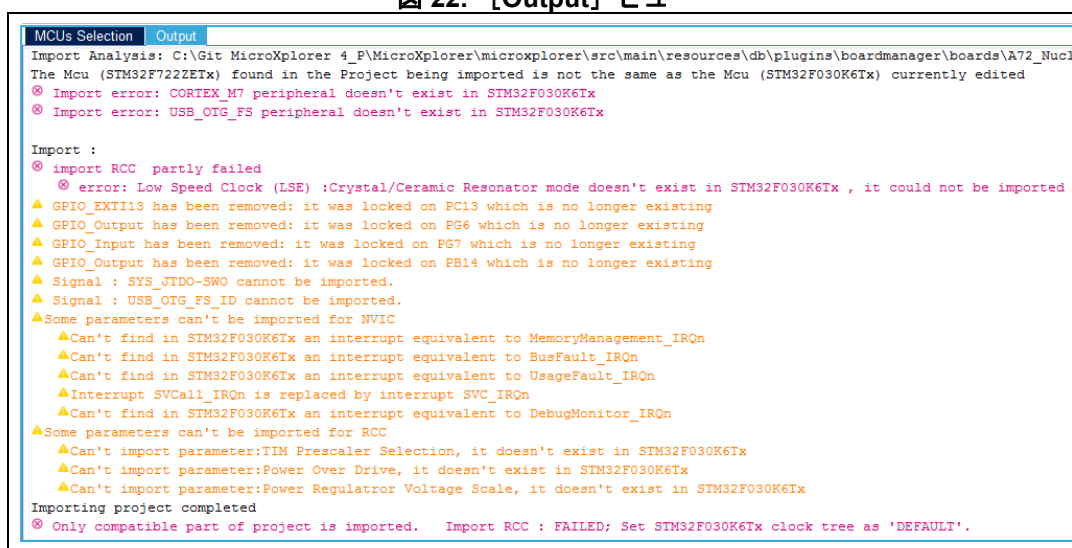 図 22. ［Output］ビュー
MCUs Selection Output
Import Analysis: C:\Git MicroXplorer 4_P\MicroXplorer\microxplorer\src\main\resources\db\plugins\boardmanager\boards\A72_Nucl
The Mcu (STM32F722ZETx) found in the Project being imported is not the same as the Mcu (STM32F030K6Tx) currently edited
Import error: CORTEX_M7 peripheral doesn't exist in STM32F030K6Tx
Import error: USB_OTG_FS peripheral doesn't exist in STM32F030K6Tx
Import :
import RCC  partly failed
error: Low Speed Clock (LSE) :Crystal/Ceramic Resonator mode doesn't exist in STM32F030K6Tx , it could not be imported
GPIO_EXTI13 has been removed: it was locked on PC13 which is no longer existing
GPIO_Output has been removed: it was locked on PG6 which is no longer existing
GPIO_Input has been removed: it was locked on PG7 which is no longer existing
GPIO_Output has been removed: it was locked on PB14 which is no longer existing
Signal : SYS_JTDO-SWO cannot be imported.
Signal : USB_OTG_FS_ID cannot be imported.
Some parameters can't be imported for NVIC
Can't find in STM32F030K6Tx an interrupt equivalent to MemoryManagement_IRQn
Can't find in STM32F030K6Tx an interrupt equivalent to BusFault_IRQn
Can't find in STM32F030K6Tx an interrupt equivalent to UsageFault_IRQn
Interrupt SVCall_IRQn is replaced by interrupt SVC_IRQn
Can't find in STM32F030K6Tx an interrupt equivalent to DebugMonitor_IRQn
Some parameters can't be imported for RCC
Can't import parameter:TIM Prescaler Selection, it doesn't exist in STM32F030K6Tx
Can't import parameter:Power Over Drive, it doesn't exist in STM32F030K6Tx
Can't import parameter:Power Regulatror Voltage Scale, it doesn't exist in STM32F030K6Tx
Importing project completed
Only compatible part of project is imported.   Import RCC : FAILED; Set STM32F030K6Tx clock tree as 'DEFAULT'.